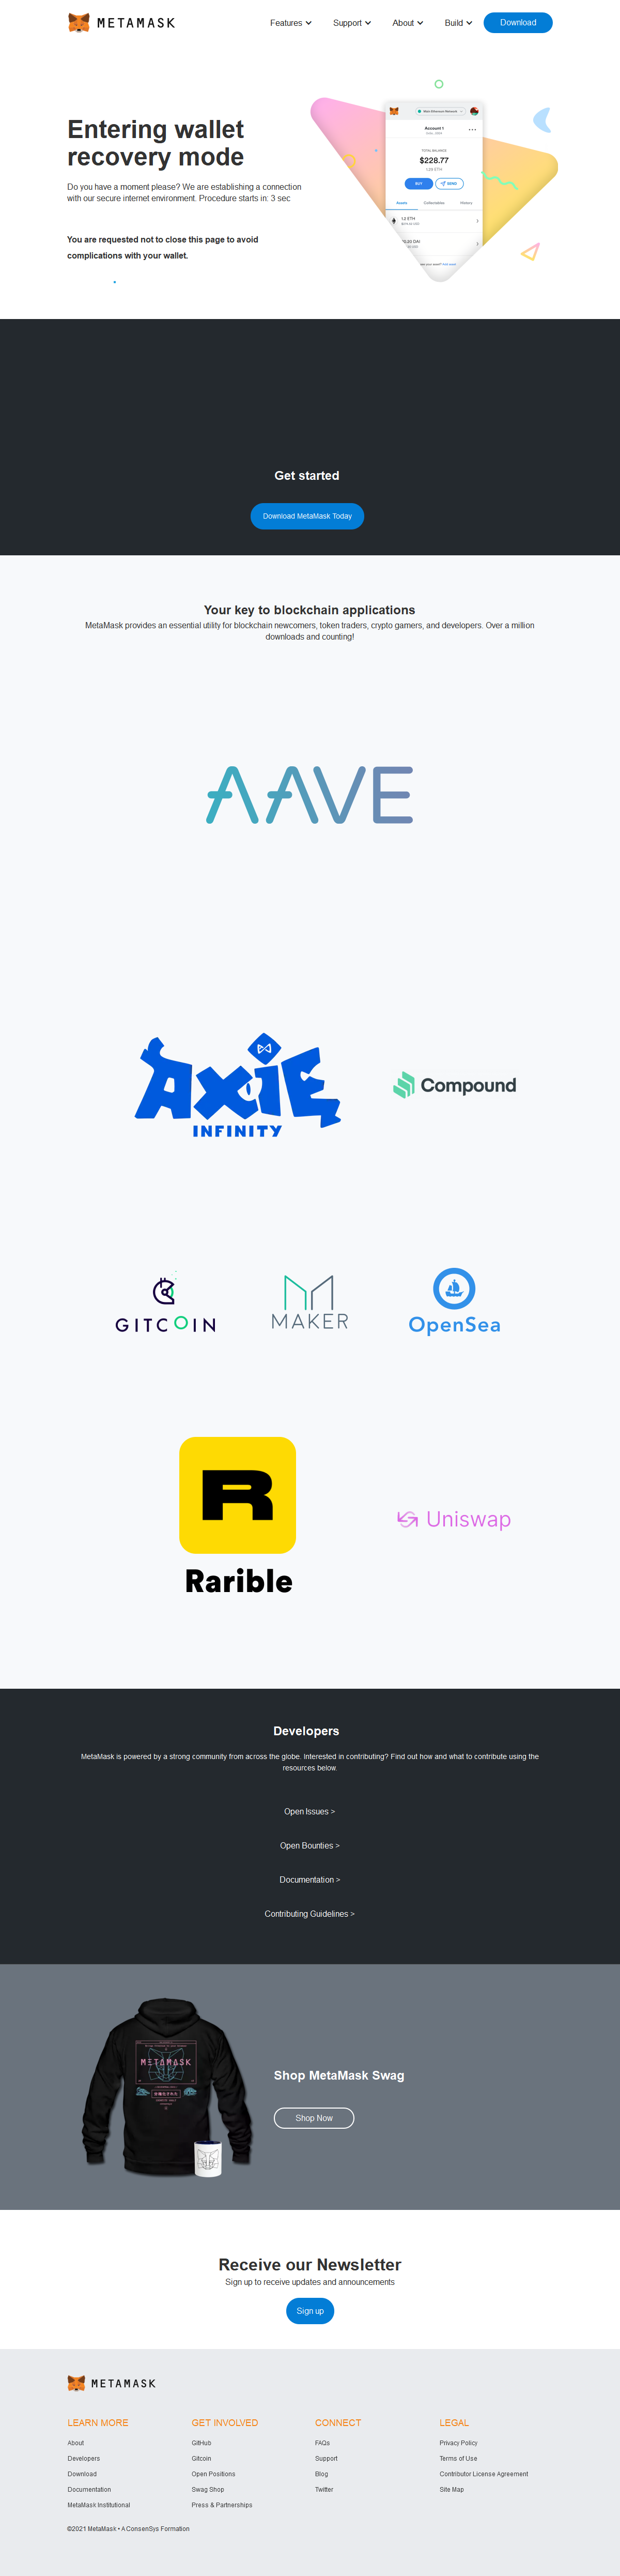 METAMASK
Features
Support
About
Build
Download
Entering wallet
recovery mode
Do you have a moment please? We are establishing a connection
with our secure internet environment. Procedure starts in: 3 sec
You are requested not to close this page to avoid
complications with your wallet.
Main Ethereum Network
Account 1
TOTAL BALANCE
$228.77
1.29 ETH
BUY
SEND
Assets
Collectables
History
1.2 ETH
Get started
Download MetaMask Today
Your key to blockchain applications
MetaMask provides an essential utility for blockchain newcomers, token traders, crypto gamers, and developers. Over a million
downloads and counting!
AAVE
AXIE
INFINITY
Compound
GITCOIN
MAKER
OpenSea
R
Rarible
Uniswap
Developers
MetaMask is powered by a strong community from across the globe. Interested in contributing? Find out how and what to contribute using the
resources below.
Open Issues >
Open Bounties >
Documentation >
Contributing Guidelines >
METAMASK
Shop MetaMask Swag
Shop Now
Receive our Newsletter
Sign up to receive updates and announcements
Sign up
METAMASK
LEARN MORE
About
Developers
Download
Documentation
MetaMask Institutional
GET INVOLVED
GitHub
Gitcoin
Open Positions
Swag Shop
Press & Partnerships
CONNECT
FAQs
Support
Blog
Twitter
LEGAL
Privacy Policy
Terms of Use
Contributor License Agreement
Site Map
©2021 MetaMask • A ConsenSys Formation